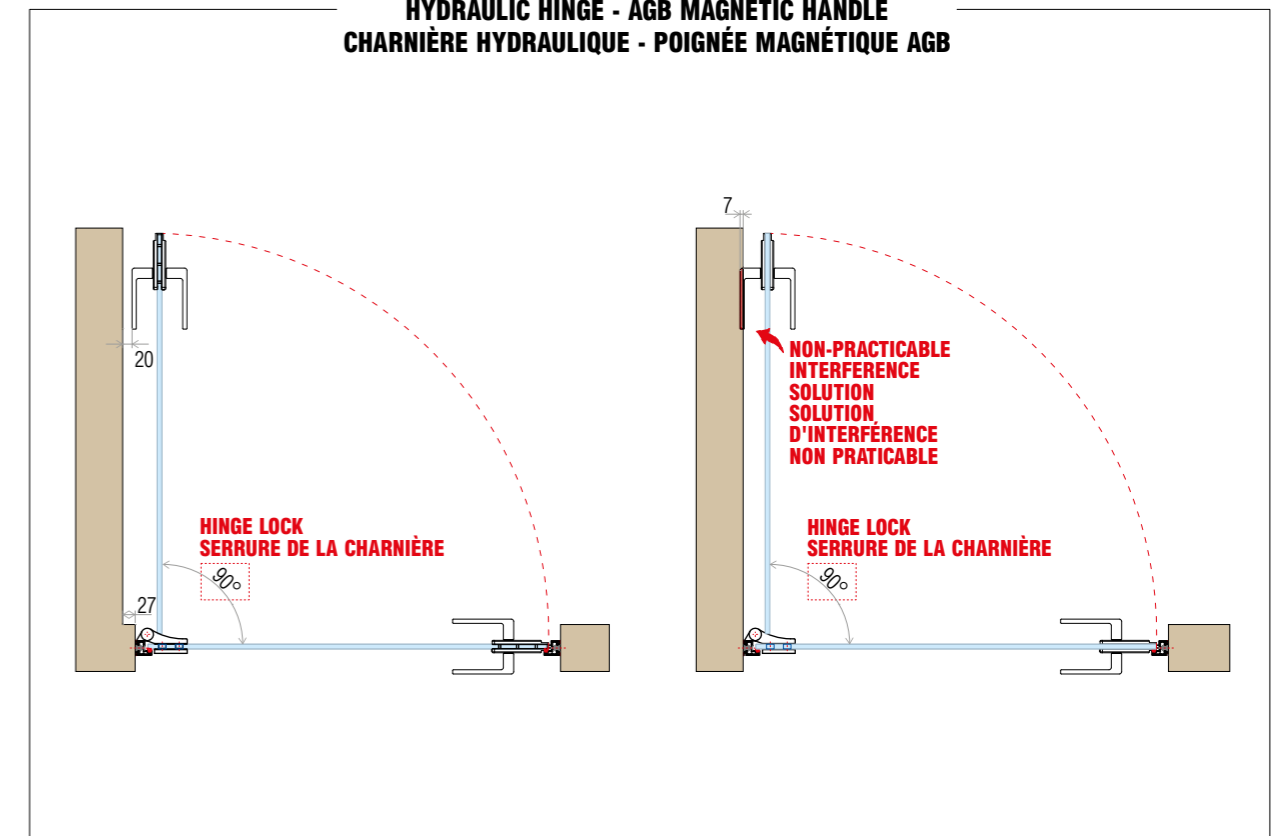 HYDRAULIC HINGE - AGB MAGNETIC HANDLE
CHARNIÈRE HYDRAULIQUE - POIGNÉE MAGNÉTIQUE AGB
20
HINGE LOCK
SERRURE DE LA CHARNIÈRE
90°
27
7
NON-PRACTICABLE
INTERFERENCE
SOLUTION
SOLUTION
D'INTERFÉRENCE
NON PRATICABLE
HINGE LOCK
SERRURE DE LA CHARNIÈRE
90°